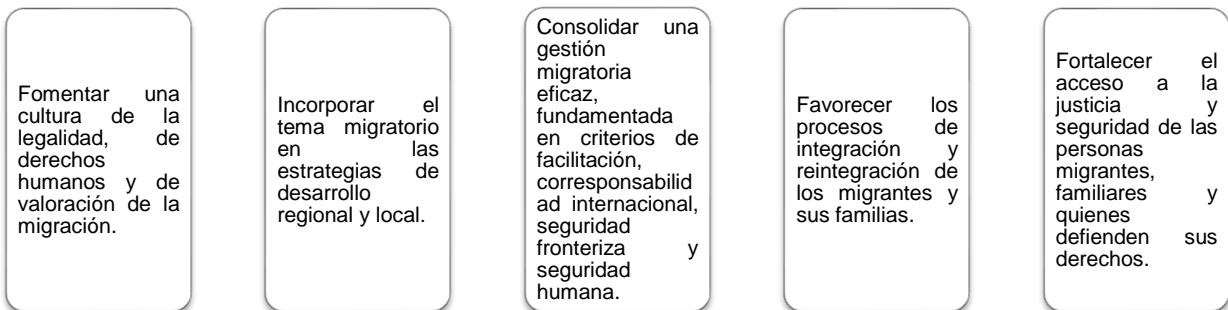 Fomentar una
cultura de la
legalidad, de
derechos
humanos y de
valoración de la
migración.
Incorporar el
tema migratorio
en las
estrategias de
desarrollo
regional y local.
Consolidar una
gestión
migratoria
eficaz,
fundamentada
en criterios de
facilitación,
corresponsabilid
ad internacional,
seguridad
fronteriza y
seguridad
humana.
Favorecer los
procesos de
integración y
reintegración de
los migrantes y
sus familias.
Fortalecer el
acceso a la
justicia y
seguridad de las
personas
migrantes,
familiares y
quienes
defienden sus
derechos.